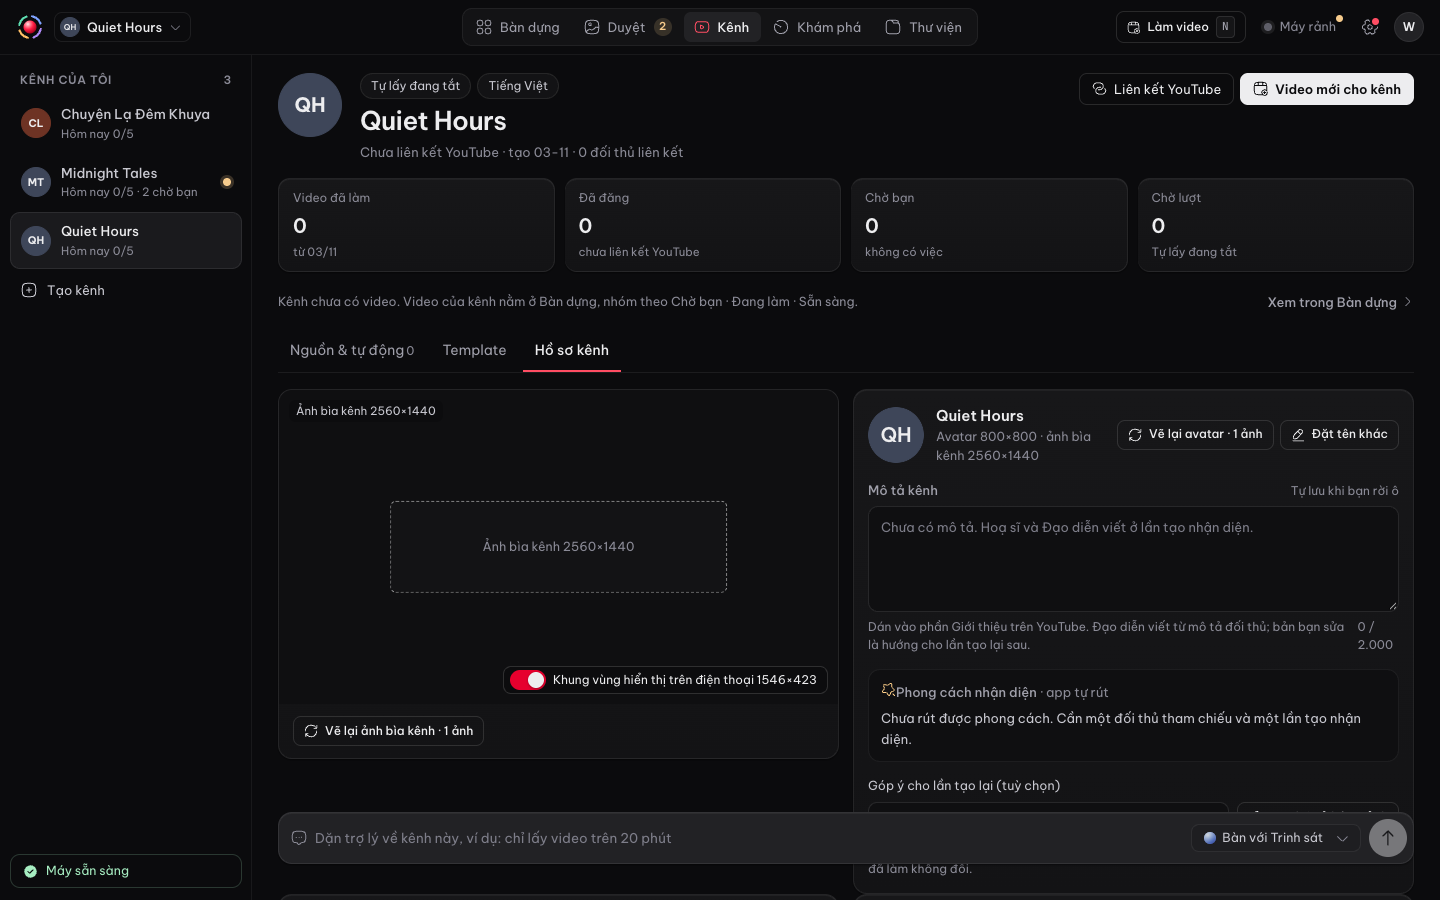 QH Quiet Hours
Bàn dựng
Duyệt 2
Kênh
Khám phá
Thư viện
Làm video N
Máy rảnh
W
KÊNH CỦA TÔI 3
CL
Chuyện Lạ Đêm Khuya
Hôm nay 0/5
MT
Midnight Tales
Hôm nay 0/5 · 2 chờ bạn
QH
Quiet Hours
Hôm nay 0/5
Tạo kênh
Máy sẵn sàng
QH
Tự lấy đang tắt
Tiếng Việt
Quiet Hours
Chưa liên kết YouTube · tạo 03-11 · 0 đối thủ liên kết
Liên kết YouTube
Video mới cho kênh
Video đã làm
0
từ 03/11
Đã đăng
0
chưa liên kết YouTube
Chờ bạn
0
không có việc
Chờ lượt
0
Tự lấy đang tắt
Kênh chưa có video. Video của kênh nằm ở Bàn dựng, nhóm theo Chờ bạn · Đang làm · Sẵn sàng.
Xem trong Bàn dựng
Nguồn & tự động 0
Template
Hồ sơ kênh
Ảnh bìa kênh 2560×1440
Ảnh bìa kênh 2560×1440
Khung vùng hiển thị trên điện thoại 1546×423
Vẽ lại ảnh bìa kênh · 1 ảnh
QH
Quiet Hours
Avatar 800×800 · ảnh bìa
kênh 2560×1440
Vẽ lại avatar · 1 ảnh
Đặt tên khác
Mô tả kênh
Tự lưu khi bạn rời ô
Chưa có mô tả. Hoạ sĩ và Đạo diễn viết ở lần tạo nhận diện.
Dán vào phần Giới thiệu trên YouTube. Đạo diễn viết từ mô tả đối thủ; bản bạn sửa
là hướng cho lần tạo lại sau.
0 /
2.000
Phong cách nhận diện · app tự rút
Chưa rút được phong cách. Cần một đối thủ tham chiếu và một lần tạo nhận
diện.
Góp ý cho lần tạo lại (tuỳ chọn)
Dặn trợ lý về kênh này, ví dụ: chỉ lấy video trên 20 phút
Bàn với Trinh sát
đã làm không đổi.